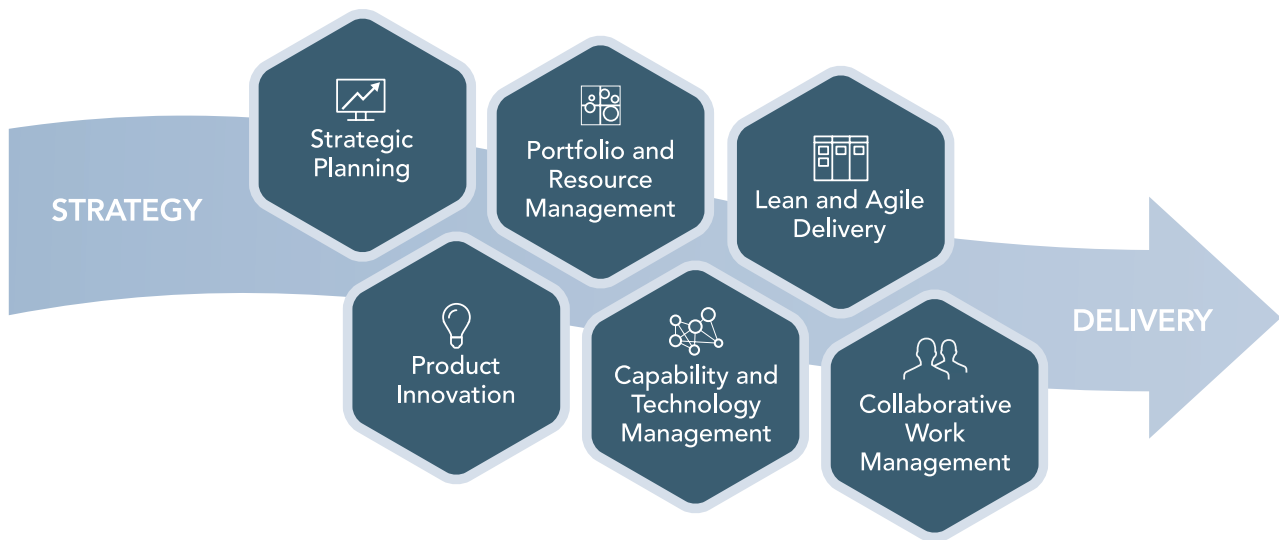 STRATEGY
Strategic
Planning
Product
Innovation
Portfolio and
Resource
Management
Capability and
Technology
Management
Lean and Agile
Delivery
Collaborative
Work
Management
DELIVERY